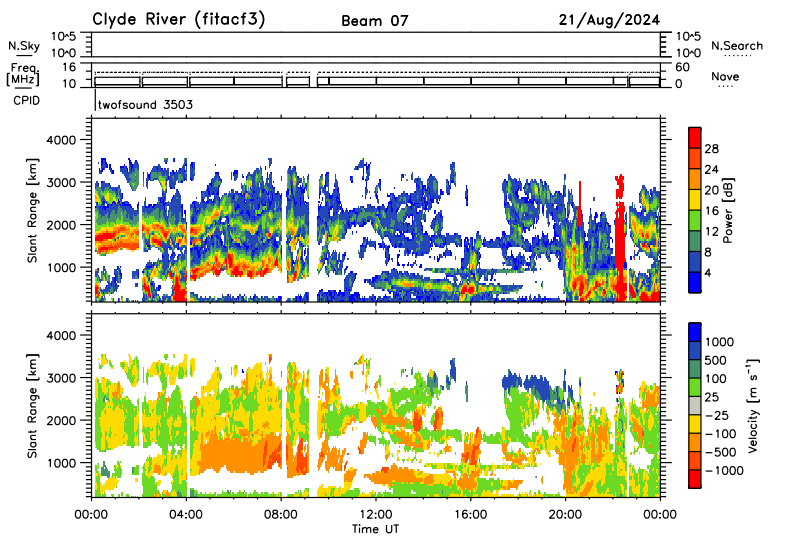 Clyde River (fitacf3) Beam 07 21/Aug/2024
10^5 10^5
N.Sky N.Search
10^0 10^0
Freq. 16 60
[MHz] Nave
10 0
CPID twofsound 3503
4000
3000
2000
1000
Slant Range [km]
28
24
20
16
12
8
4
Power [dB]
4000
3000
2000
1000
Slant Range [km]
1000
500
100
25
−25
−100
−500
−1000
Velocity [m s⁻¹]
00:00 04:00 08:00 12:00 16:00 20:00 00:00
Time UT